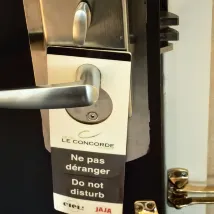 LE CONCORDE
Ne pas
déranger
Do not
disturb
JAJA